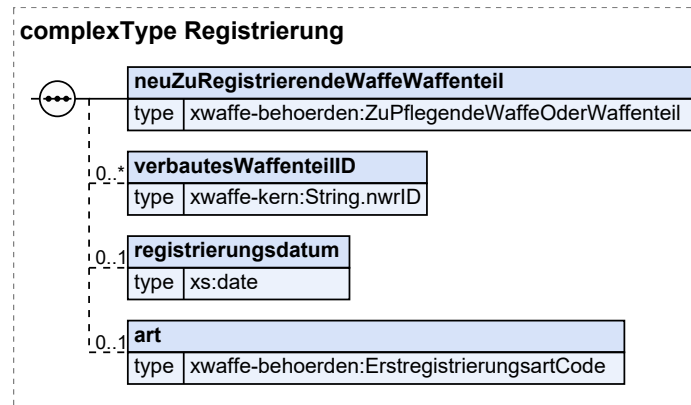 complexType Registrierung
neuZuRegistrierendeWaffeWaffenteil
type xwaffe-behoerden:ZuPflegendeWaffeOderWaffenteil
0..* verbautesWaffenteilID
type xwaffe-kern:String.nwrID
0..1 registrierungsdatum
type xs:date
0..1 art
type xwaffe-behoerden:ErstregistrierungsartCode